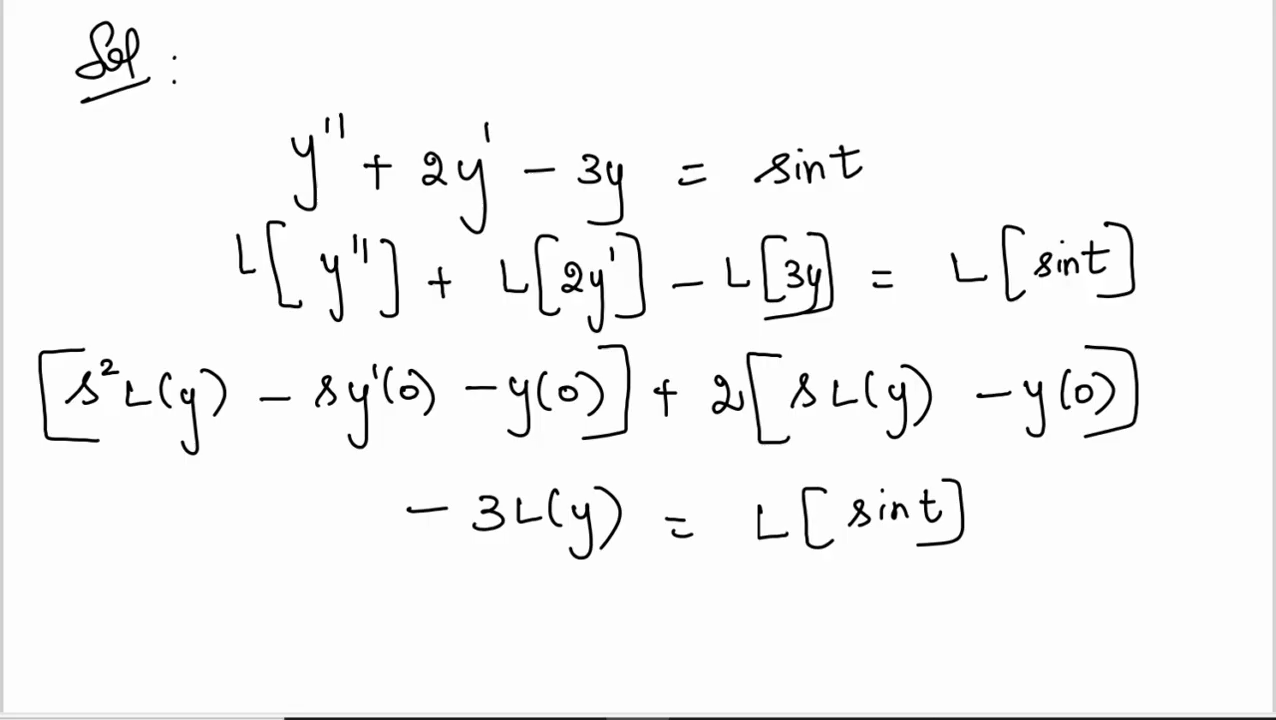 Sol :
y'' + 2y' - 3y = sint
L[y''] + L[2y'] - L[3y] = L[sint]
[s²L(y) - sy'(0) - y(0)] + 2[sL(y) - y(0)]
- 3L(y) = L[sint]